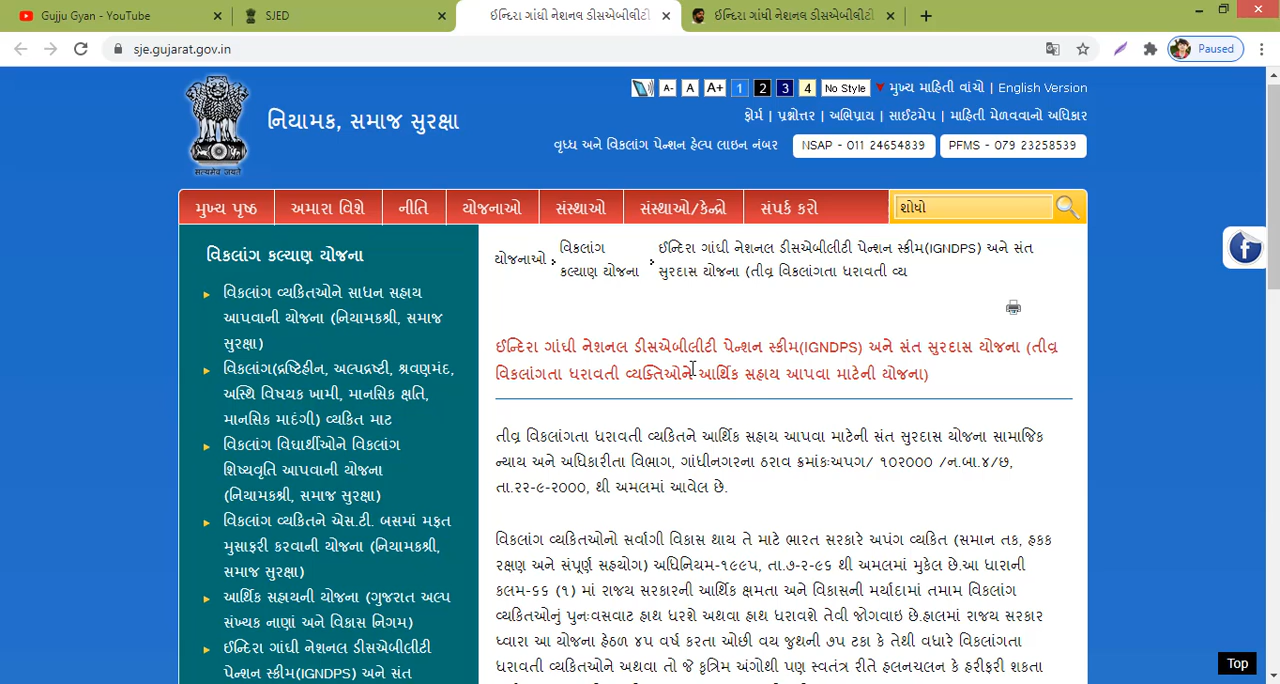 Gujju Gyan - YouTube
SJED
ઈન્દિરા ગાંધી નેશનલ ડીસએબીલીટી
ઈન્દિરા ગાંધી નેશનલ ડીસએબીલીટી
sje.gujarat.gov.in
Paused
A- A A+ 1 2 3 4 No Style મુખ્ય માહિતી વાંચો | English Version
નિયામક, સમાજ સુરક્ષા
ફોર્મ | પ્રશ્નોત્તર | અભિપ્રાય | સાઈટમેપ | માહિતી મેળવવાનો અધિકાર
વૃધ્ધ અને વિકલાંગ પેન્શન હેલ્પ લાઇન નંબર NSAP - 011 24654839 PFMS - 079 23258539
सत्यमेव जयते
મુખ્ય પૃષ્ઠ અમારા વિશે નીતિ યોજનાઓ સંસ્થાઓ સંસ્થાઓ/કેન્દ્રો સંપર્ક કરો શોધો
વિકલાંગ કલ્યાણ યોજના
વિકલાંગ વ્યકિતઓને સાધન સહાય
આપવાની યોજના (નિયામકશ્રી, સમાજ
સુરક્ષા)
વિકલાંગ(દ્રષ્ટિહીન, અલ્પદ્રષ્ટી, શ્રવણમંદ,
અસ્થિ વિષયક ખામી, માનસિક ક્ષતિ,
માનસિક માદંગી) વ્યકિત માટ
વિકલાંગ વિઘાર્થીઓને વિકલાંગ
શિષ્યવૃતિ આપવાની યોજના
(નિયામકશ્રી, સમાજ સુરક્ષા)
વિકલાંગ વ્યકિતને એસ.ટી. બસમાં મફત
મુસાફરી કરવાની યોજના (નિયામકશ્રી,
સમાજ સુરક્ષા)
આર્થિક સહાયની યોજના (ગુજરાત અલ્પ
સંખ્યક નાણાં અને વિકાસ નિગમ)
ઈન્દિરા ગાંધી નેશનલ ડીસએબીલીટી
પેન્શન સ્કીમ(IGNDPS) અને સંત
યોજનાઓ
વિકલાંગ
કલ્યાણ યોજના
ઈન્દિરા ગાંધી નેશનલ ડીસએબીલીટી પેન્શન સ્કીમ(IGNDPS) અને સંત
સુરદાસ યોજના (તીવ્ર વિકલાંગતા ધરાવતી વ્ય
ઈન્દિરા ગાંધી નેશનલ ડીસએબીલીટી પેન્શન સ્કીમ(IGNDPS) અને સંત સુરદાસ યોજના (તીવ્ર
વિકલાંગતા ધરાવતી વ્યક્તિઓને આર્થિક સહાય આપવા માટેની યોજના)
તીવ્ર વિકલાંગતા ધરાવતી વ્યકિતને આર્થિક સહાય આપવા માટેની સંત સુરદાસ યોજના સામાજિક
ન્યાય અને અધિકારીતા વિભાગ, ગાંધીનગરના ઠરાવ ક્રમાંકઃઅપગ/ ૧૦૨૦૦૦ /ન.બા.૪/છ,
તા.૨૨-૯-૨૦૦૦, થી અમલમાં આવેલ છે.
વિકલાંગ વ્યકિતઓનો સર્વાગી વિકાસ થાય તે માટે ભારત સરકારે અપંગ વ્યકિત (સમાન તક, હકક
રક્ષણ અને સંપૂર્ણ સહયોગ) અધિનિયમ-૧૯૯૫, તા.૭-૨-૯૬ થી અમલમાં મુકેલ છે.આ ધારાની
કલમ-૬૬ (૧) માં રાજય સરકારની આર્થિક ક્ષમતા અને વિકાસની મર્યાદામાં તમામ વિકલાંગ
વ્યકિતઓનું પુનઃવસવાટ હાથ ધરશે અથવા હાથ ધરાવશે તેવી જોગવાઇ છે.હાલમાં રાજય સરકાર
ધ્વારા આ યોજના હેઠળ ૪૫ વર્ષ કરતા ઓછી વય જુથની ૭૫ ટકા કે તેથી વધારે વિકલાંગતા
ધરાવતી વ્યકિતઓને અથવા તો જે કૃત્રિમ અંગોથી પણ સ્વતંત્ર રીતે હલનચલન કે હરીફરી શકતા
Top